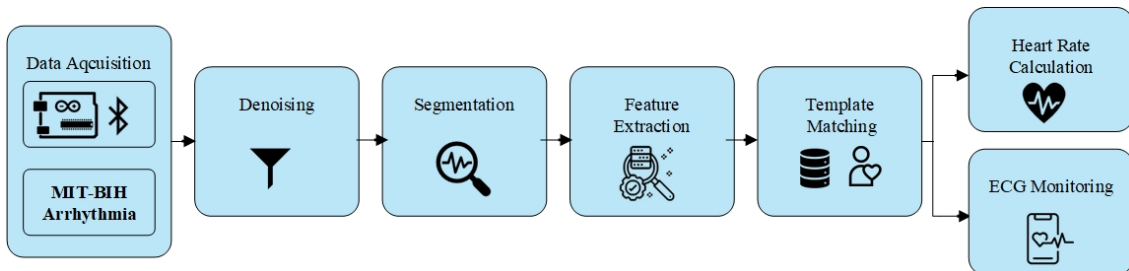 Data Aqcuisition
MIT-BIH
Arrhythmia
Denoising
Segmentation
Feature
Extraction
Template
Matching
Heart Rate
Calculation
ECG Monitoring